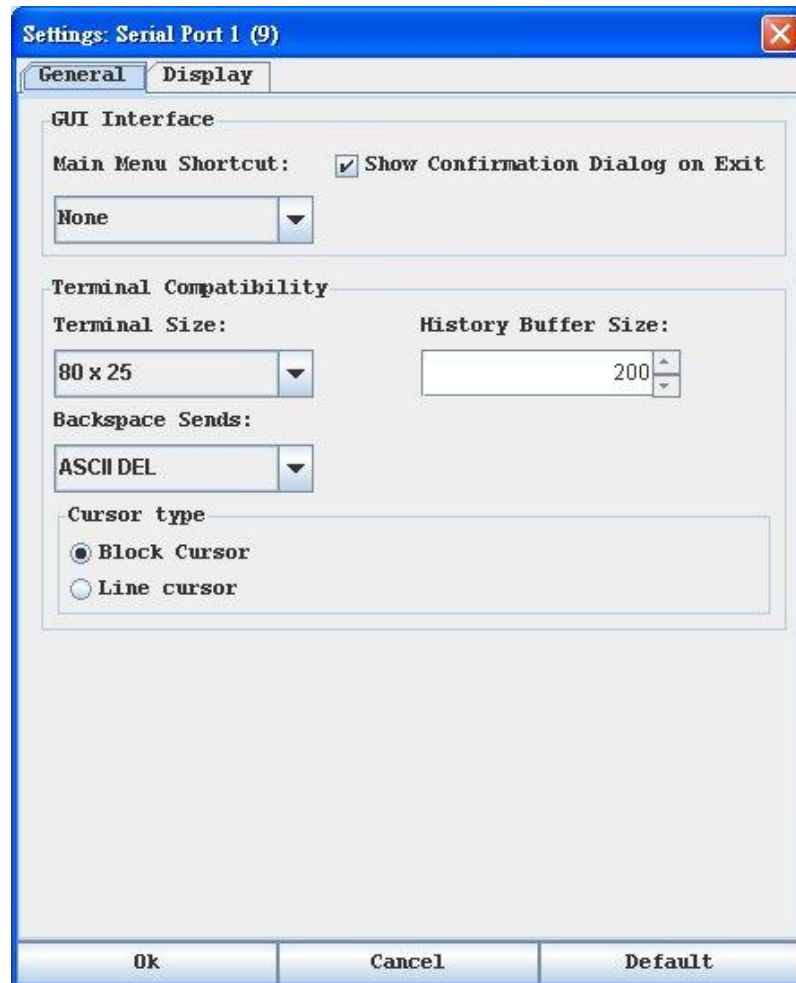 Settings: Serial Port 1 (9)
General Display
GUI Interface
Main Menu Shortcut: Show Confirmation Dialog on Exit
None
Terminal Compatibility
Terminal Size: History Buffer Size:
80 x 25 200
Backspace Sends:
ASCII DEL
Cursor type
Block Cursor
Line cursor
Ok Cancel Default